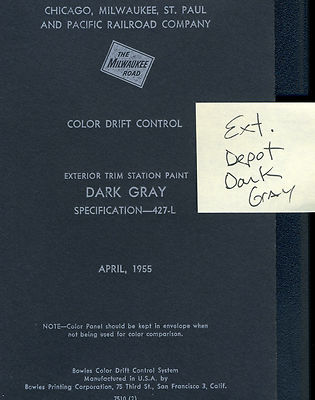 CHICAGO, MILWAUKEE, ST. PAUL
AND PACIFIC RAILROAD COMPANY
THE
MILWAUKEE
ROAD
COLOR DRIFT CONTROL
EXTERIOR TRIM STATION PAINT
DARK GRAY
SPECIFICATION—427-L
APRIL, 1955
NOTE—Color Panel should be kept in envelope when
not being used for color comparison.
Bowles Color Drift Control System
Manufactured in U.S.A. by
Bowles Printing Corporation, 75 Third St., San Francisco 3, Calif.
7510 (2)
Ext.
Depot
Dark
Gray